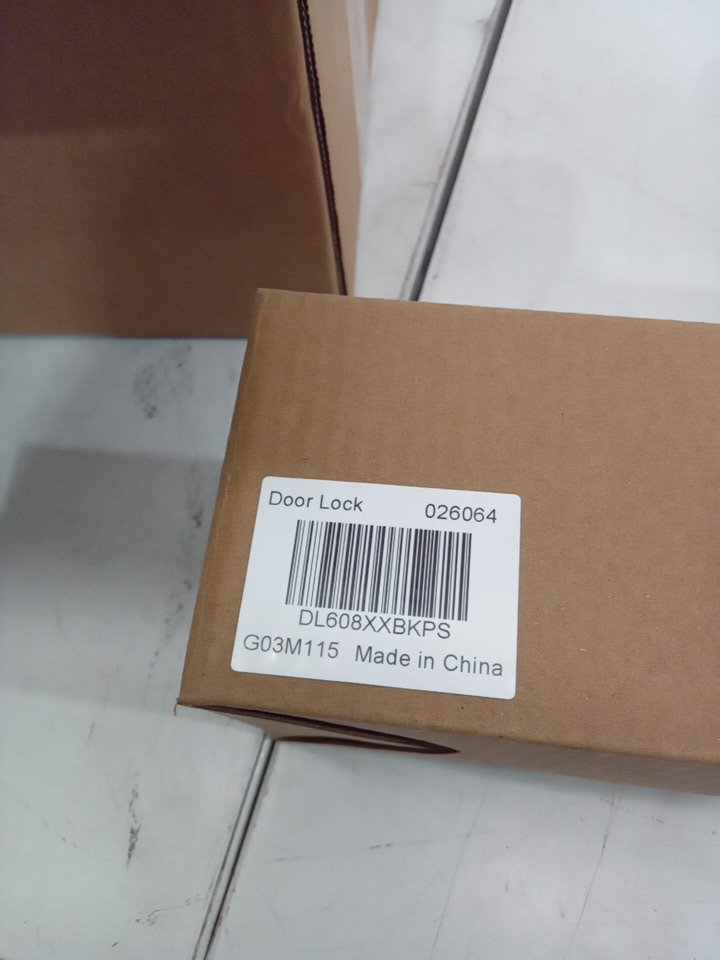 Door Lock 026064
DL608XXBKPS
G03M115 Made in China